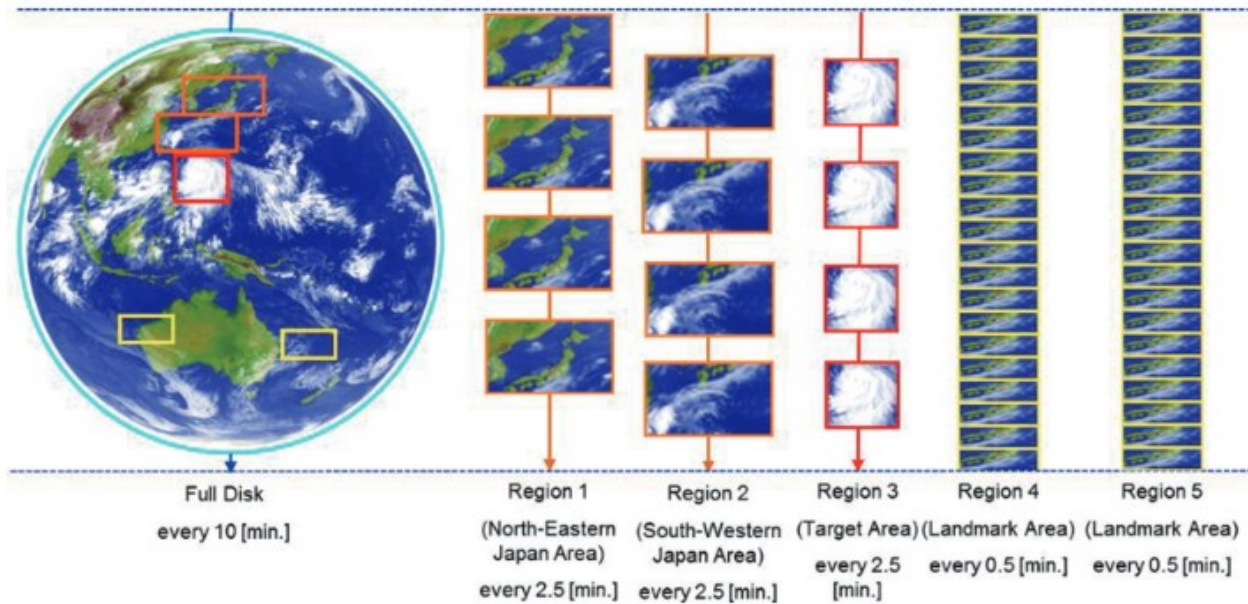 Full Disk
every 10 [min.]
Region 1
(North-Eastern
Japan Area)
every 2.5 [min.]
Region 2
(South-Western
Japan Area)
every 2.5 [min.]
Region 3
(Target Area)
every 2.5
[min.]
Region 4
(Landmark Area)
every 0.5 [min.]
Region 5
(Landmark Area)
every 0.5 [min.]